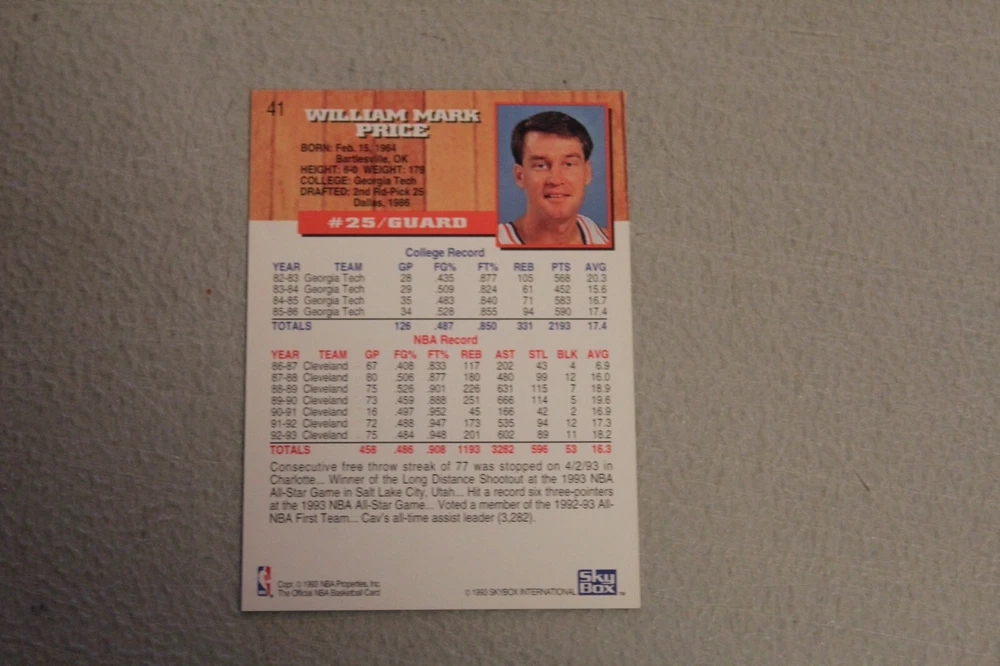 41
WILLIAM MARK
PRICE
BORN: Feb. 15, 1964
Bartlesville, OK
HEIGHT: 6-0 WEIGHT: 178
COLLEGE: Georgia Tech
DRAFTED: 2nd Rd-Pick 25
Dallas, 1986
#25/GUARD
College Record
YEAR TEAM GP FG% FT% REB PTS AVG
82-83 Georgia Tech 28 .435 .877 105 568 20.3
83-84 Georgia Tech 29 .509 .824 61 452 15.6
84-85 Georgia Tech 35 .483 .840 71 583 16.7
85-86 Georgia Tech 34 .528 .855 94 590 17.4
TOTALS 126 .487 .850 331 2193 17.4
NBA Record
YEAR TEAM GP FG% FT% REB AST STL BLK AVG
86-87 Cleveland 67 .408 .833 117 202 43 4 6.9
87-88 Cleveland 80 .506 .877 180 480 99 12 16.0
88-89 Cleveland 75 .526 .901 226 631 115 7 18.9
89-90 Cleveland 73 .459 .888 251 666 114 5 19.6
90-91 Cleveland 16 .497 .952 45 166 42 2 16.9
91-92 Cleveland 72 .488 .947 173 535 94 12 17.3
92-93 Cleveland 75 .484 .948 201 602 89 11 18.2
TOTALS 458 .486 .908 1193 3282 596 53 16.3
Consecutive free throw streak of 77 was stopped on 4/2/93 in
Charlotte... Winner of the Long Distance Shootout at the 1993 NBA
All-Star Game in Salt Lake City, Utah... Hit a record six three-pointers
at the 1993 NBA All-Star Game... Voted a member of the 1992-93 All-
NBA First Team... Cav's all-time assist leader (3,282).
Copr. © 1993 NBA Properties, Inc.
The Official NBA Basketball Card
© 1993 SKYBOX INTERNATIONAL
Sky
Box
TM